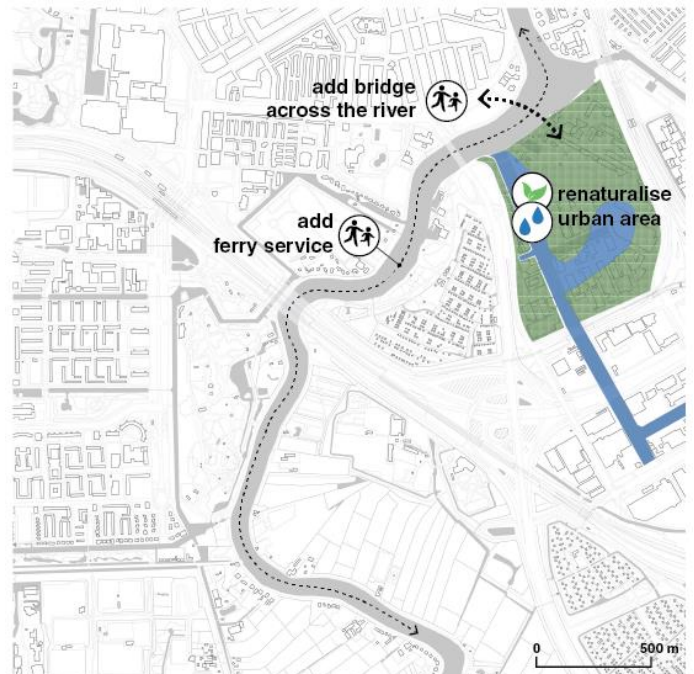 add bridge
across the river
renaturalise
urban area
add
ferry service
0 500 m